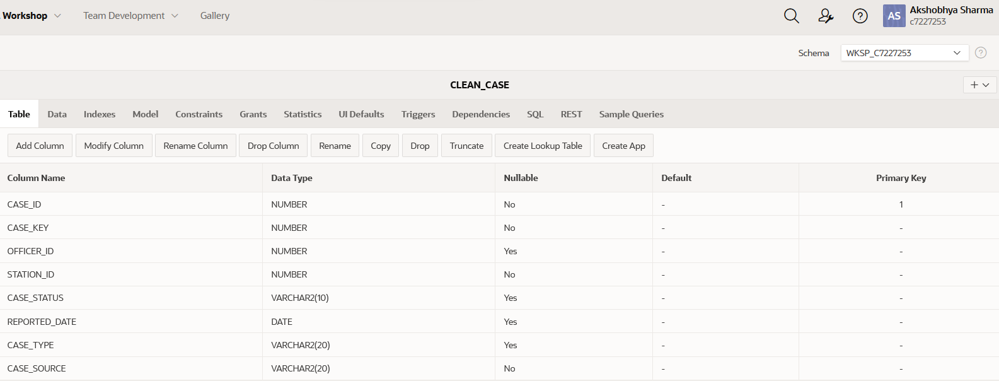 Workshop Team Development Gallery
AS Akshobhya Sharma
c7227253
Schema WKSP_C7227253
CLEAN_CASE
Table Data Indexes Model Constraints Grants Statistics UI Defaults Triggers Dependencies SQL REST Sample Queries
Add Column Modify Column Rename Column Drop Column Rename Copy Drop Truncate Create Lookup Table Create App
Column Name Data Type Nullable Default Primary Key
CASE_ID NUMBER No - 1
CASE_KEY NUMBER No - -
OFFICER_ID NUMBER Yes - -
STATION_ID NUMBER No - -
CASE_STATUS VARCHAR2(10) Yes - -
REPORTED_DATE DATE Yes - -
CASE_TYPE VARCHAR2(20) Yes - -
CASE_SOURCE VARCHAR2(20) No - -